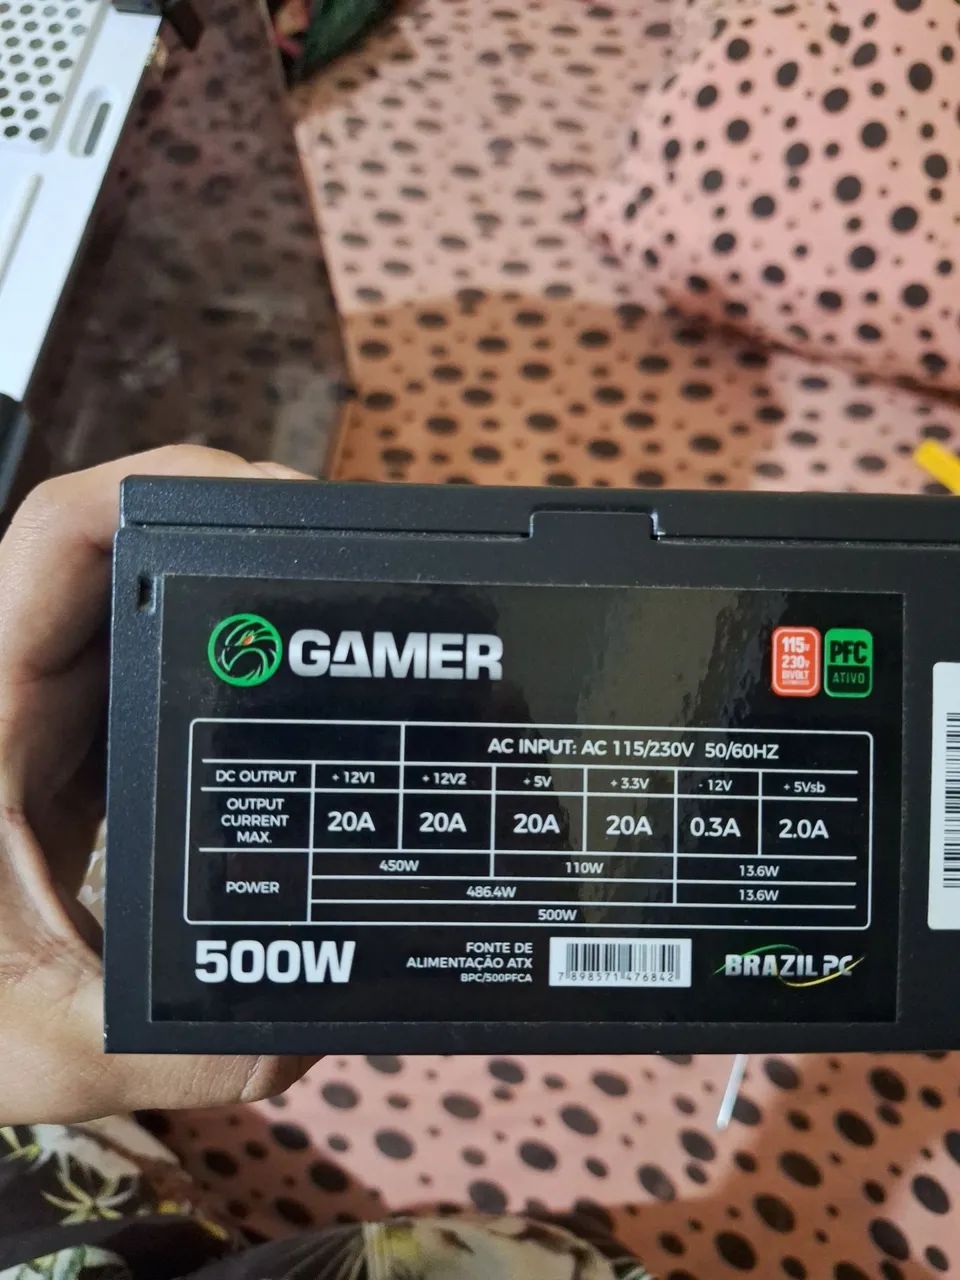 GAMER
115V
230V
BIVOLT
PFC
ATIVO
AC INPUT: AC 115/230V 50/60HZ
DC OUTPUT + 12V1 + 12V2 + 5V + 3.3V - 12V + 5Vsb
OUTPUT
CURRENT
MAX.
20A 20A 20A 20A 0.3A 2.0A
POWER
450W 110W 13.6W
486.4W 13.6W
500W
500W
FONTE DE
ALIMENTAÇÃO ATX
BPC/500PFCA
7 898571 476842
BRAZIL PC